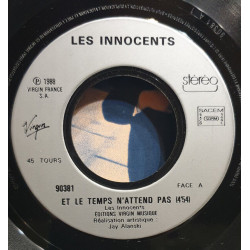 LES INNOCENTS
℗ 1988
VIRGIN FRANCE
S.A.
stéréo
SACEM
Virgin
45 TOURS
90381
FACE A
ET LE TEMPS N'ATTEND PAS (4'54)
Les Innocents
EDITIONS VIRGIN MUSIQUE
Réalisation artistique
Jay Alanski